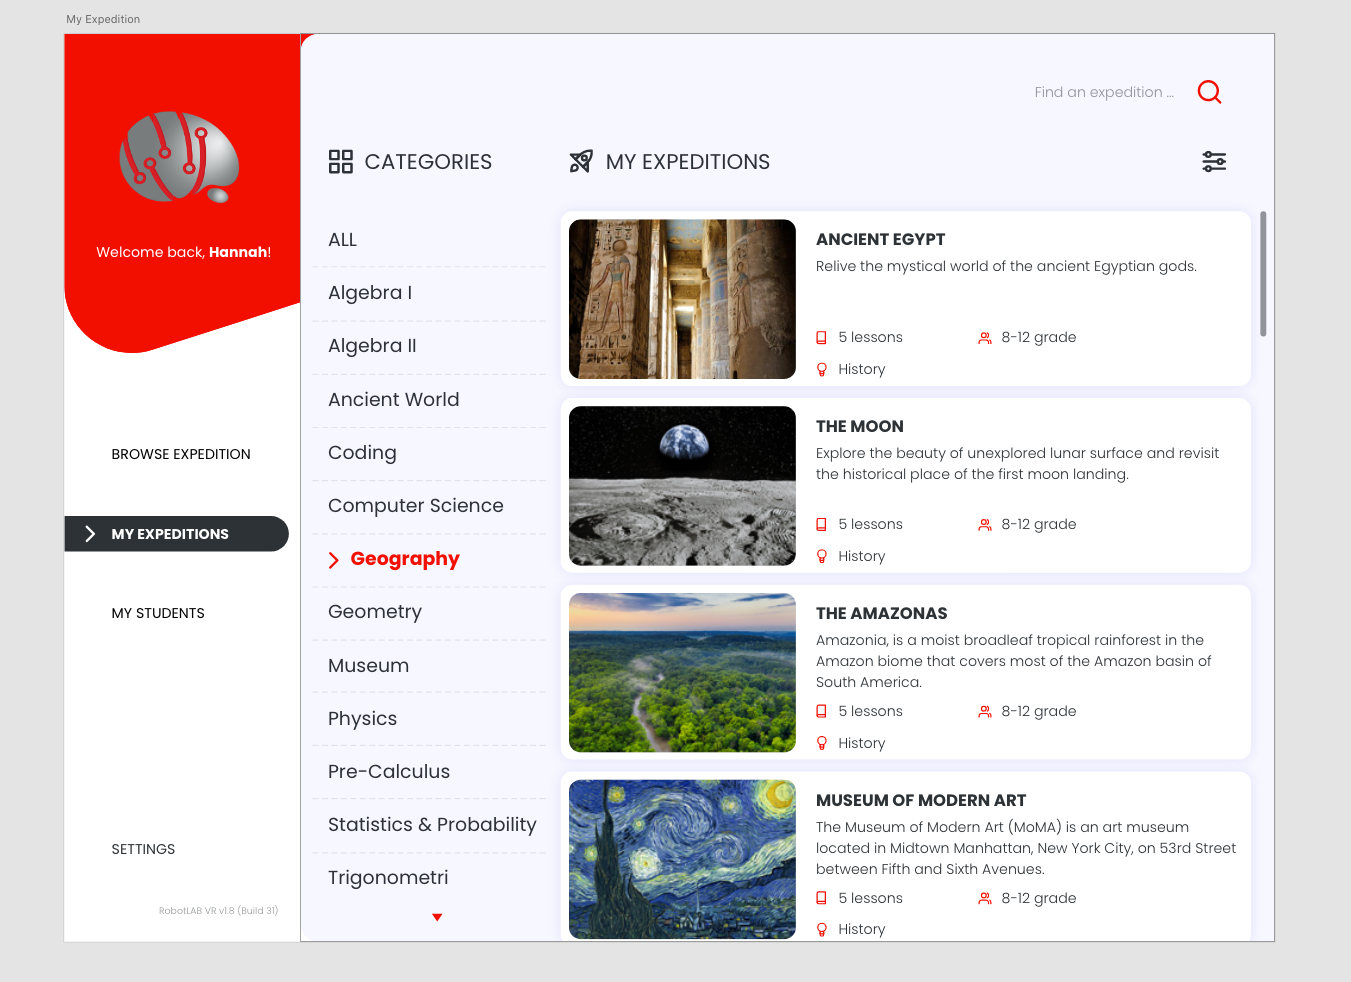 My Expedition
Welcome back, Hannah!
BROWSE EXPEDITION
MY EXPEDITIONS
MY STUDENTS
SETTINGS
RobotLAB VR v1.8 (Build 31)
Find an expedition ...
CATEGORIES
ALL
Algebra I
Algebra II
Ancient World
Coding
Computer Science
Geography
Geometry
Museum
Physics
Pre-Calculus
Statistics & Probability
Trigonometri
MY EXPEDITIONS
ANCIENT EGYPT
Relive the mystical world of the ancient Egyptian gods.
5 lessons
8-12 grade
History
THE MOON
Explore the beauty of unexplored lunar surface and revisit
the historical place of the first moon landing.
5 lessons
8-12 grade
History
THE AMAZONAS
Amazonia, is a moist broadleaf tropical rainforest in the
Amazon biome that covers most of the Amazon basin of
South America.
5 lessons
8-12 grade
History
MUSEUM OF MODERN ART
The Museum of Modern Art (MoMA) is an art museum
located in Midtown Manhattan, New York City, on 53rd Street
between Fifth and Sixth Avenues.
5 lessons
8-12 grade
History